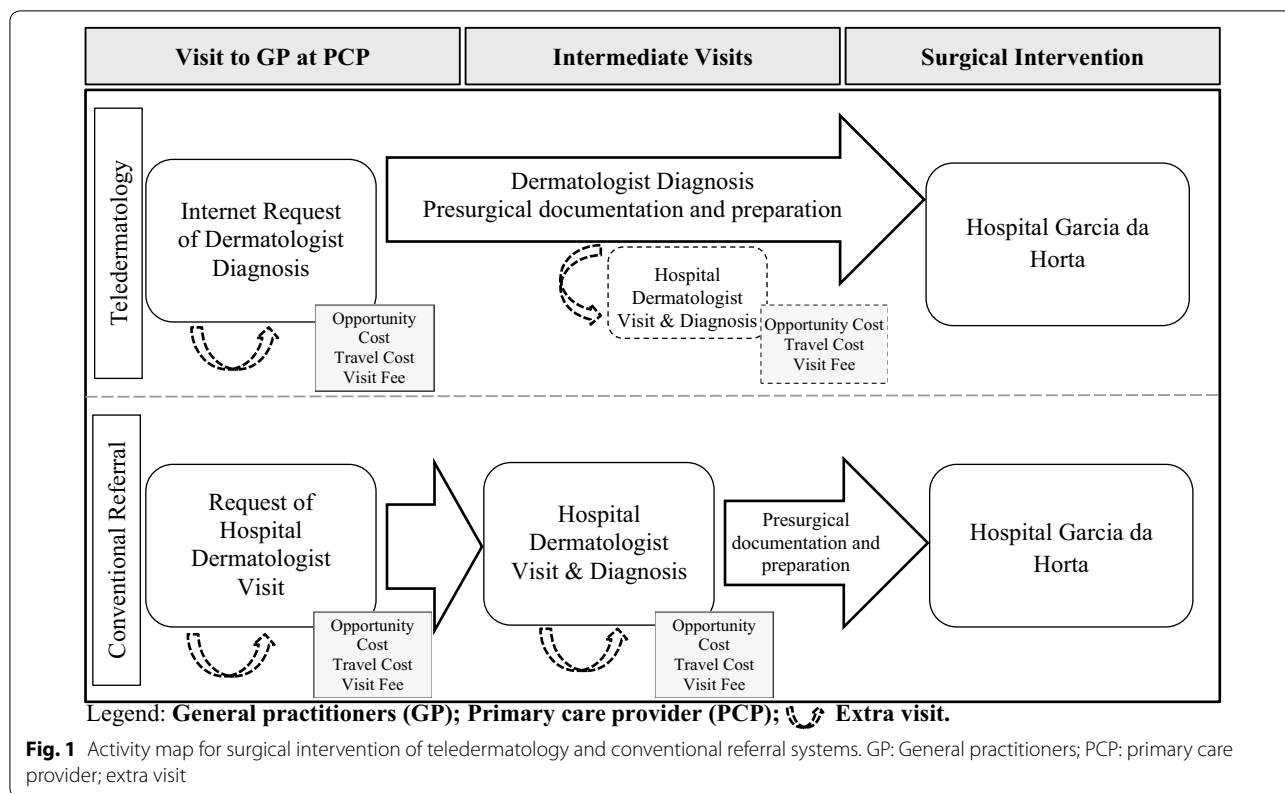 Visit to GP at PCP
Intermediate Visits
Surgical Intervention
Teledermatology
Internet Request
of Dermatologist
Diagnosis
Opportunity
Cost
Travel Cost
Visit Fee
Dermatologist Diagnosis
Presurgical documentation and preparation
Hospital
Dermatologist
Visit & Diagnosis
Opportunity Cost
Travel Cost
Visit Fee
Hospital Garcia da
Horta
Conventional Referral
Request of
Hospital
Dermatologist
Visit
Opportunity
Cost
Travel Cost
Visit Fee
Hospital
Dermatologist
Visit & Diagnosis
Opportunity
Cost
Travel Cost
Visit Fee
Presurgical
documentation and
preparation
Hospital Garcia da
Horta
Legend: General practitioners (GP); Primary care provider (PCP); Extra visit.
Fig. 1 Activity map for surgical intervention of teledermatology and conventional referral systems. GP: General practitioners; PCP: primary care
provider; extra visit